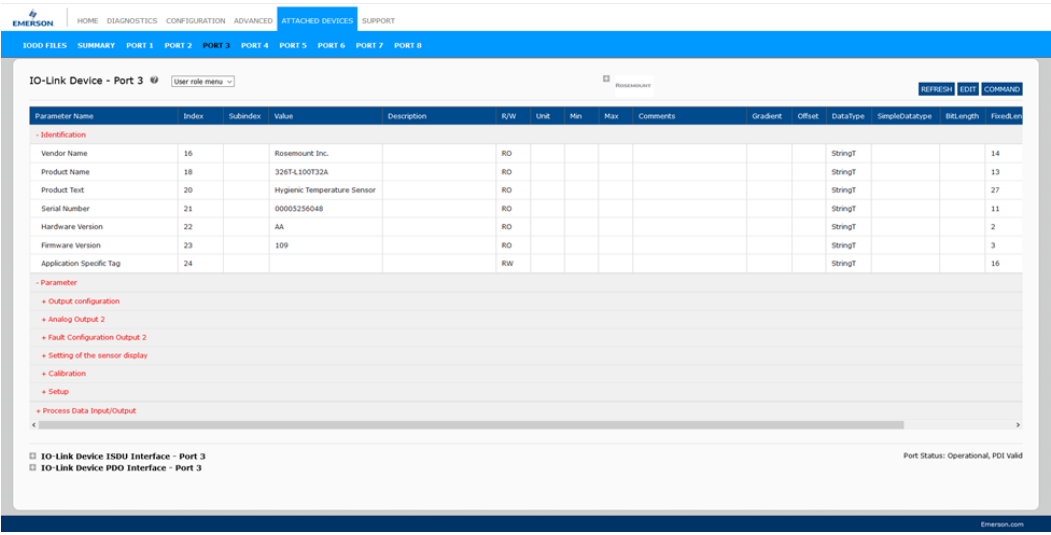 EMERSON HOME DIAGNOSTICS CONFIGURATION ADVANCED ATTACHED DEVICES SUPPORT
IODD FILES SUMMARY PORT 1 PORT 2 PORT 3 PORT 4 PORT 5 PORT 6 PORT 7 PORT 8
IO-Link Device - Port 3 User role menu
ROSEMOUNT
REFRESH EDIT COMMAND
Parameter Name Index Subindex Value Description R/W Unit Min Max Comments Gradient Offset DataType SimpleDatatype BitLength FixedLen
- Identification
Vendor Name 16 Rosemount Inc. RO StringT 14
Product Name 18 326T-L100T32A RO StringT 13
Product Text 20 Hygienic Temperature Sensor RO StringT 27
Serial Number 21 00005256048 RO StringT 11
Hardware Version 22 AA RO StringT 2
Firmware Version 23 109 RO StringT 3
Application Specific Tag 24 RW StringT 16
- Parameter
+ Output configuration
+ Analog Output 2
+ Fault Configuration Output 2
+ Setting of the sensor display
+ Calibration
+ Setup
+ Process Data Input/Output
IO-Link Device ISDU Interface - Port 3
IO-Link Device PDO Interface - Port 3
Port Status: Operational, PDI Valid
Emerson.com